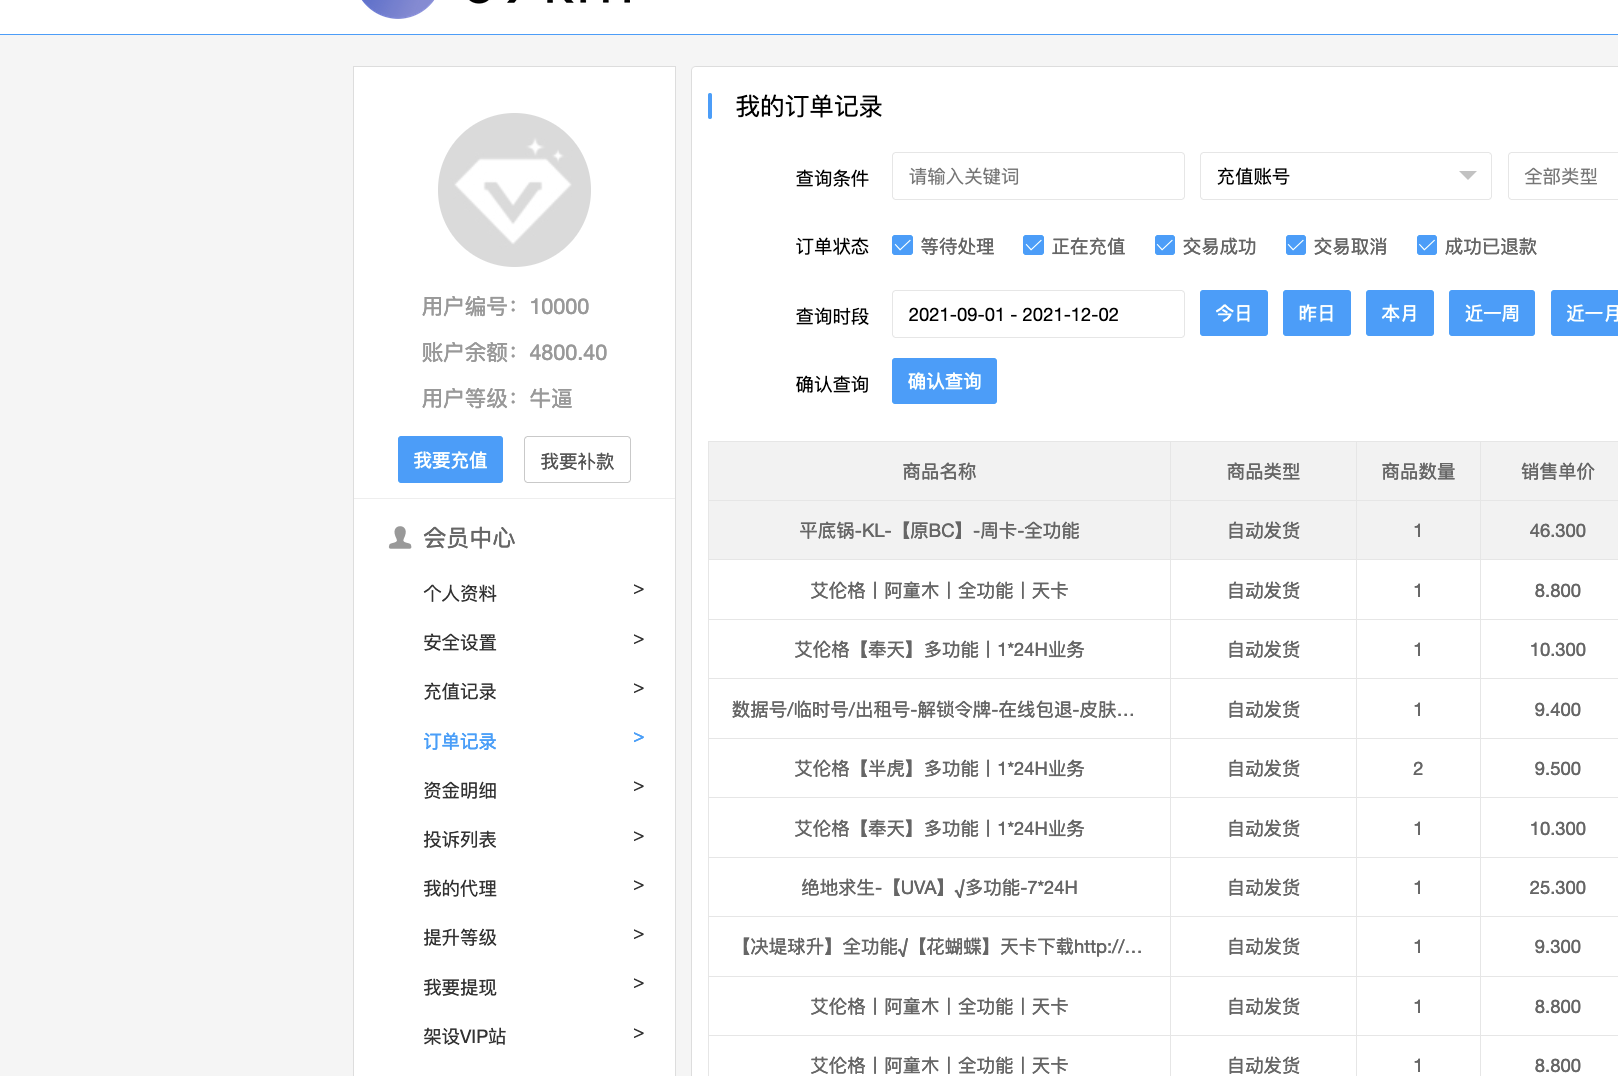 我的订单记录
查询条件 请输入关键词 充值账号 全部类型
订单状态 等待处理 正在充值 交易成功 交易取消 成功已退款
查询时段 2021-09-01 - 2021-12-02 今日 昨日 本月 近一周 近一月
确认查询 确认查询
用户编号：10000
账户余额：4800.40
用户等级：牛逼
我要充值 我要补款
会员中心
个人资料 >
安全设置 >
充值记录 >
订单记录 >
资金明细 >
投诉列表 >
我的代理 >
提升等级 >
我要提现 >
架设VIP站 >
商品名称 商品类型 商品数量 销售单价
平底锅-KL-【原BC】-周卡-全功能 自动发货 1 46.300
艾伦格丨阿童木丨全功能丨天卡 自动发货 1 8.800
艾伦格【奉天】多功能丨1*24H业务 自动发货 1 10.300
数据号/临时号/出租号-解锁令牌-在线包退-皮肤... 自动发货 1 9.400
艾伦格【半虎】多功能丨1*24H业务 自动发货 2 9.500
艾伦格【奉天】多功能丨1*24H业务 自动发货 1 10.300
绝地求生-【UVA】√多功能-7*24H 自动发货 1 25.300
【决堤球升】全功能√【花蝴蝶】天卡下载http://... 自动发货 1 9.300
艾伦格丨阿童木丨全功能丨天卡 自动发货 1 8.800
艾伦格丨阿童木丨全功能丨天卡 自动发货 1 8.800